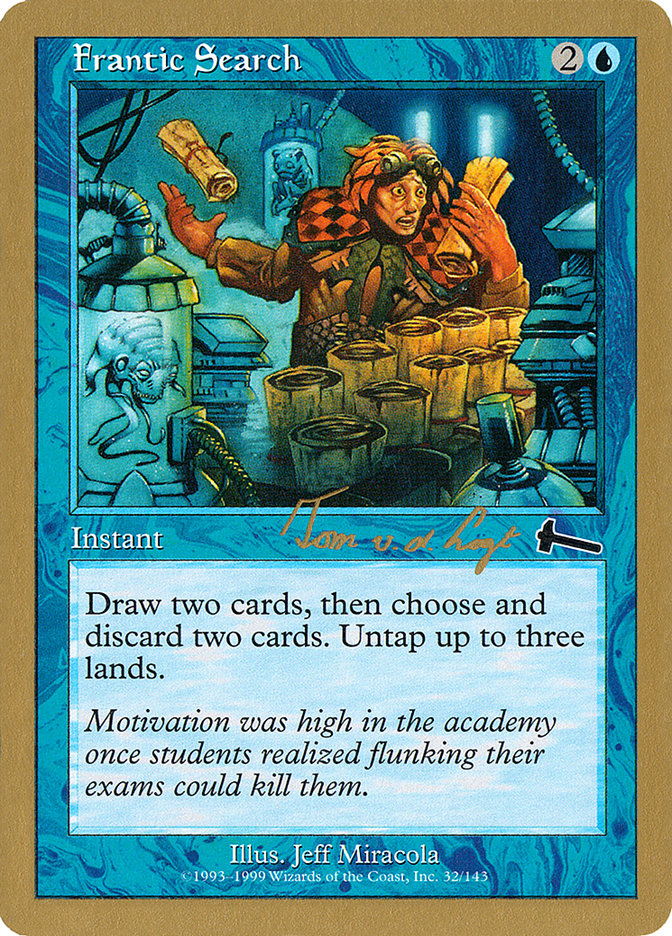 Frantic Search 2
Tom v. d. Logt
Instant
Draw two cards, then choose and
discard two cards. Untap up to three
lands.
Motivation was high in the academy
once students realized flunking their
exams could kill them.
Illus. Jeff Miracola
©1993–1999 Wizards of the Coast, Inc. 32/143